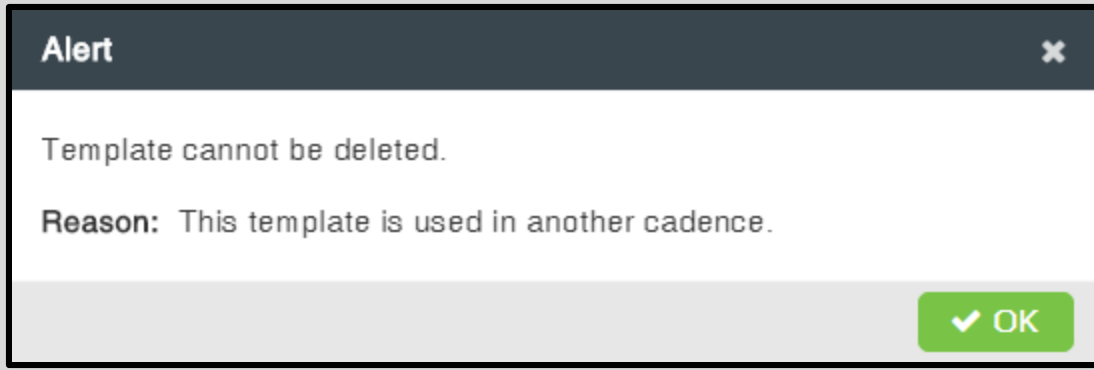 Alert
Template cannot be deleted.
Reason: This template is used in another cadence.
OK